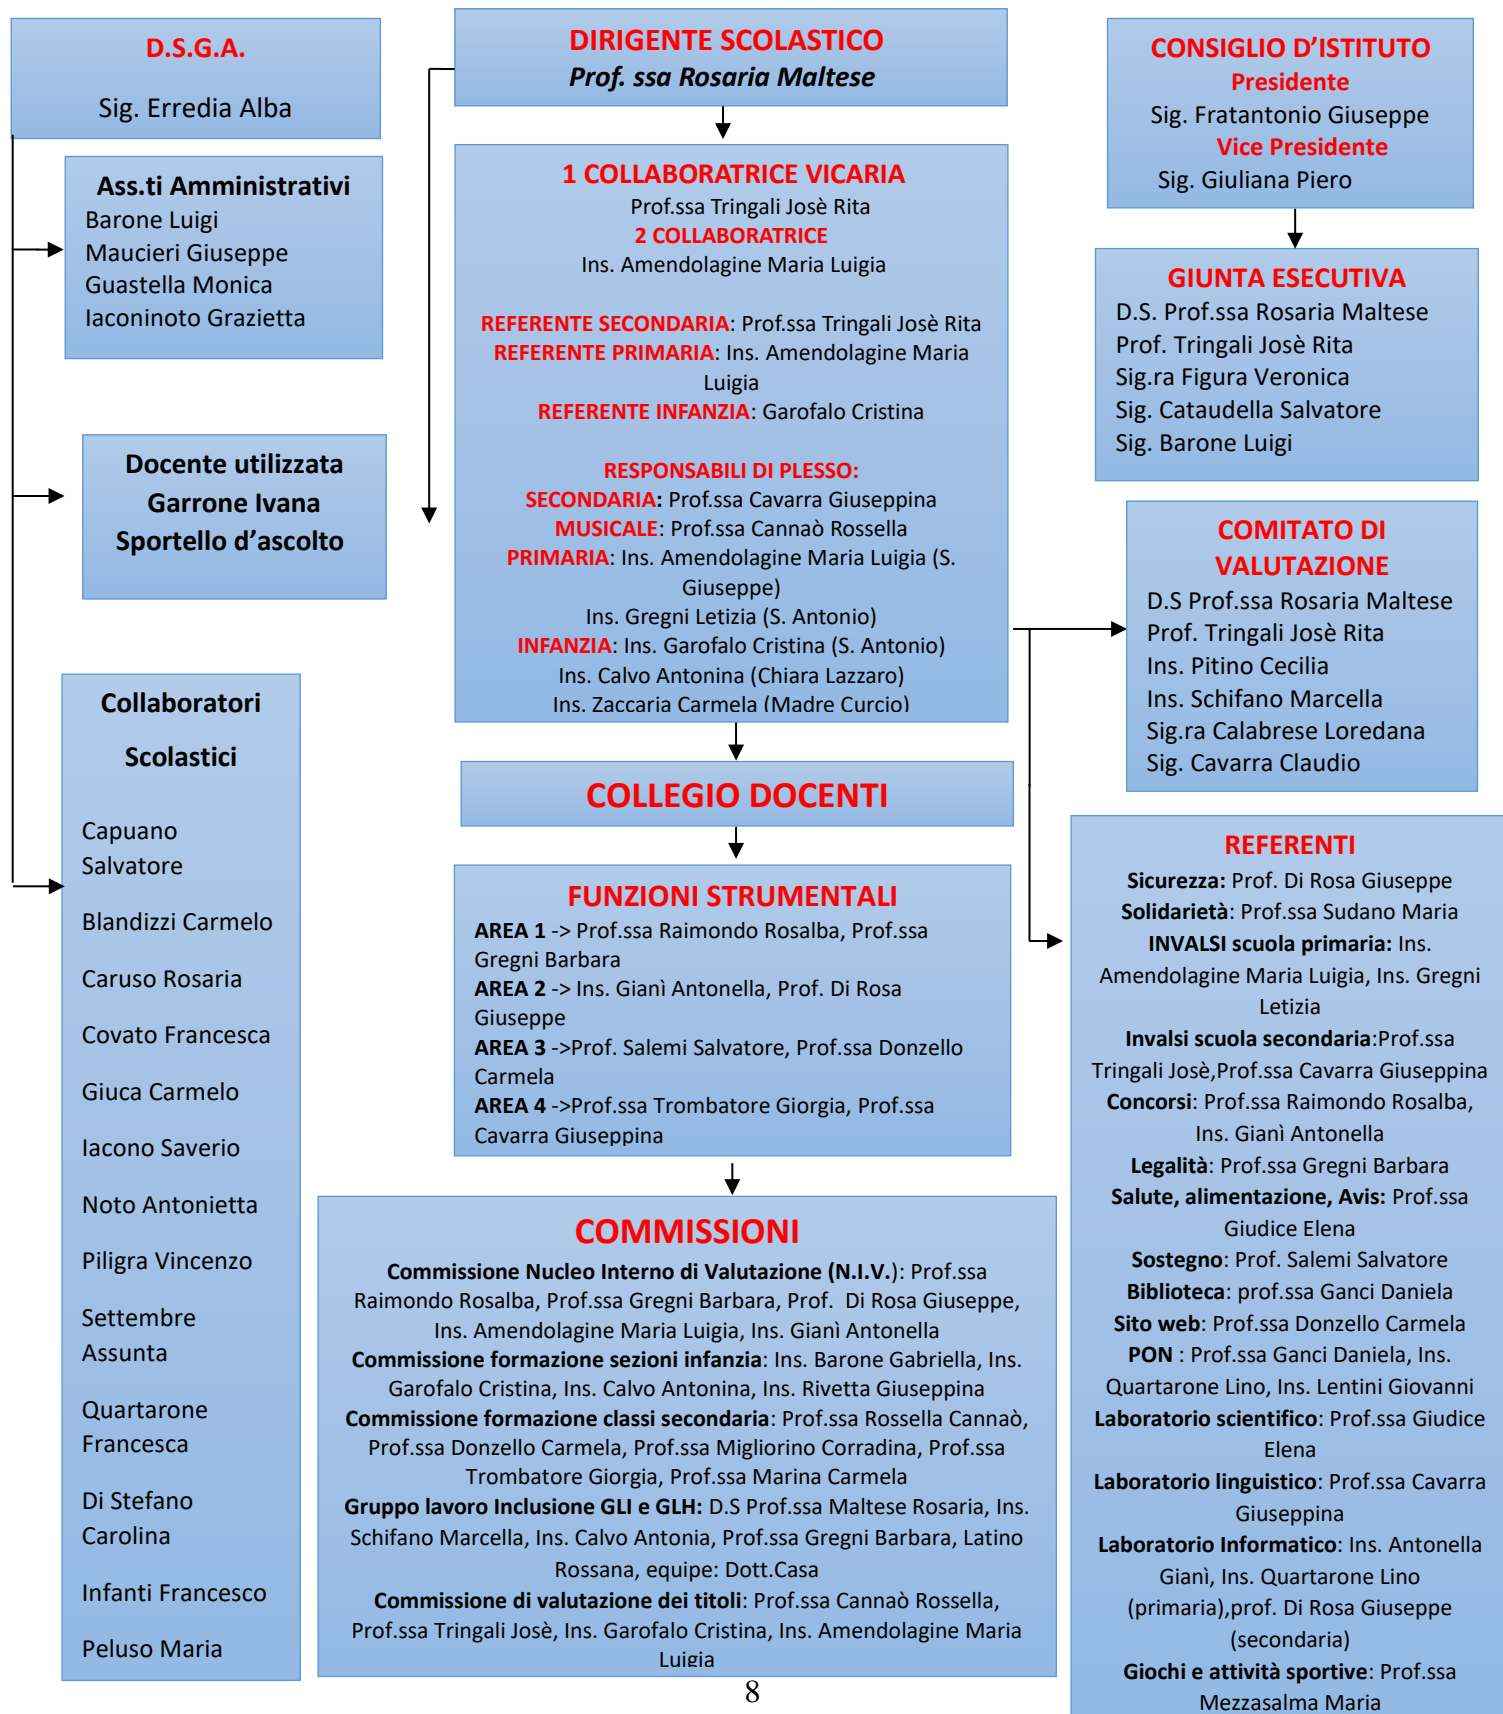 D.S.G.A.
Sig. Erredia Alba
Ass.ti Amministrativi
Barone Luigi
Maucieri Giuseppe
Guastella Monica
Iaconinoto Grazietta
Docente utilizzata
Garrone Ivana
Sportello d’ascolto
Collaboratori
Scolastici
Capuano
Salvatore
Blandizzi Carmelo
Caruso Rosaria
Covato Francesca
Giuca Carmelo
Iacono Saverio
Noto Antonietta
Piligra Vincenzo
Settembre
Assunta
Quartarone
Francesca
Di Stefano
Carolina
Infanti Francesco
Peluso Maria
DIRIGENTE SCOLASTICO
Prof. ssa Rosaria Maltese
1 COLLABORATRICE VICARIA
Prof.ssa Tringali Josè Rita
2 COLLABORATRICE
Ins. Amendolagine Maria Luigia
REFERENTE SECONDARIA: Prof.ssa Tringali Josè Rita
REFERENTE PRIMARIA: Ins. Amendolagine Maria
Luigia
REFERENTE INFANZIA: Garofalo Cristina
RESPONSABILI DI PLESSO:
SECONDARIA: Prof.ssa Cavarra Giuseppina
MUSICALE: Prof.ssa Cannaò Rossella
PRIMARIA: Ins. Amendolagine Maria Luigia (S.
Giuseppe)
Ins. Gregni Letizia (S. Antonio)
INFANZIA: Ins. Garofalo Cristina (S. Antonio)
Ins. Calvo Antonina (Chiara Lazzaro)
Ins. Zaccaria Carmela (Madre Curcio)
COLLEGIO DOCENTI
FUNZIONI STRUMENTALI
AREA 1 -> Prof.ssa Raimondo Rosalba, Prof.ssa
Gregni Barbara
AREA 2 -> Ins. Gianì Antonella, Prof. Di Rosa
Giuseppe
AREA 3 ->Prof. Salemi Salvatore, Prof.ssa Donzello
Carmela
AREA 4 ->Prof.ssa Trombatore Giorgia, Prof.ssa
Cavarra Giuseppina
COMMISSIONI
Commissione Nucleo Interno di Valutazione (N.I.V.): Prof.ssa
Raimondo Rosalba, Prof.ssa Gregni Barbara, Prof. Di Rosa Giuseppe,
Ins. Amendolagine Maria Luigia, Ins. Gianì Antonella
Commissione formazione sezioni infanzia: Ins. Barone Gabriella, Ins.
Garofalo Cristina, Ins. Calvo Antonina, Ins. Rivetta Giuseppina
Commissione formazione classi secondaria: Prof.ssa Rossella Cannaò,
Prof.ssa Donzello Carmela, Prof.ssa Migliorino Corradina, Prof.ssa
Trombatore Giorgia, Prof.ssa Marina Carmela
Gruppo lavoro Inclusione GLI e GLH: D.S Prof.ssa Maltese Rosaria, Ins.
Schifano Marcella, Ins. Calvo Antonia, Prof.ssa Gregni Barbara, Latino
Rossana, equipe: Dott.Casa
Commissione di valutazione dei titoli: Prof.ssa Cannaò Rossella,
Prof.ssa Tringali Josè, Ins. Garofalo Cristina, Ins. Amendolagine Maria
Luigia
CONSIGLIO D’ISTITUTO
Presidente
Sig. Fratantonio Giuseppe
Vice Presidente
Sig. Giuliana Piero
GIUNTA ESECUTIVA
D.S. Prof.ssa Rosaria Maltese
Prof. Tringali Josè Rita
Sig.ra Figura Veronica
Sig. Cataudella Salvatore
Sig. Barone Luigi
COMITATO DI
VALUTAZIONE
D.S Prof.ssa Rosaria Maltese
Prof. Tringali Josè Rita
Ins. Pitino Cecilia
Ins. Schifano Marcella
Sig.ra Calabrese Loredana
Sig. Cavarra Claudio
REFERENTI
Sicurezza: Prof. Di Rosa Giuseppe
Solidarietà: Prof.ssa Sudano Maria
INVALSI scuola primaria: Ins.
Amendolagine Maria Luigia, Ins. Gregni
Letizia
Invalsi scuola secondaria:Prof.ssa
Tringali Josè,Prof.ssa Cavarra Giuseppina
Concorsi: Prof.ssa Raimondo Rosalba,
Ins. Gianì Antonella
Legalità: Prof.ssa Gregni Barbara
Salute, alimentazione, Avis: Prof.ssa
Giudice Elena
Sostegno: Prof. Salemi Salvatore
Biblioteca: prof.ssa Ganci Daniela
Sito web: Prof.ssa Donzello Carmela
PON : Prof.ssa Ganci Daniela, Ins.
Quartarone Lino, Ins. Lentini Giovanni
Laboratorio scientifico: Prof.ssa Giudice
Elena
Laboratorio linguistico: Prof.ssa Cavarra
Giuseppina
Laboratorio Informatico: Ins. Antonella
Gianì, Ins. Quartarone Lino
(primaria),prof. Di Rosa Giuseppe
(secondaria)
Giochi e attività sportive: Prof.ssa
Mezzasalma Maria
8